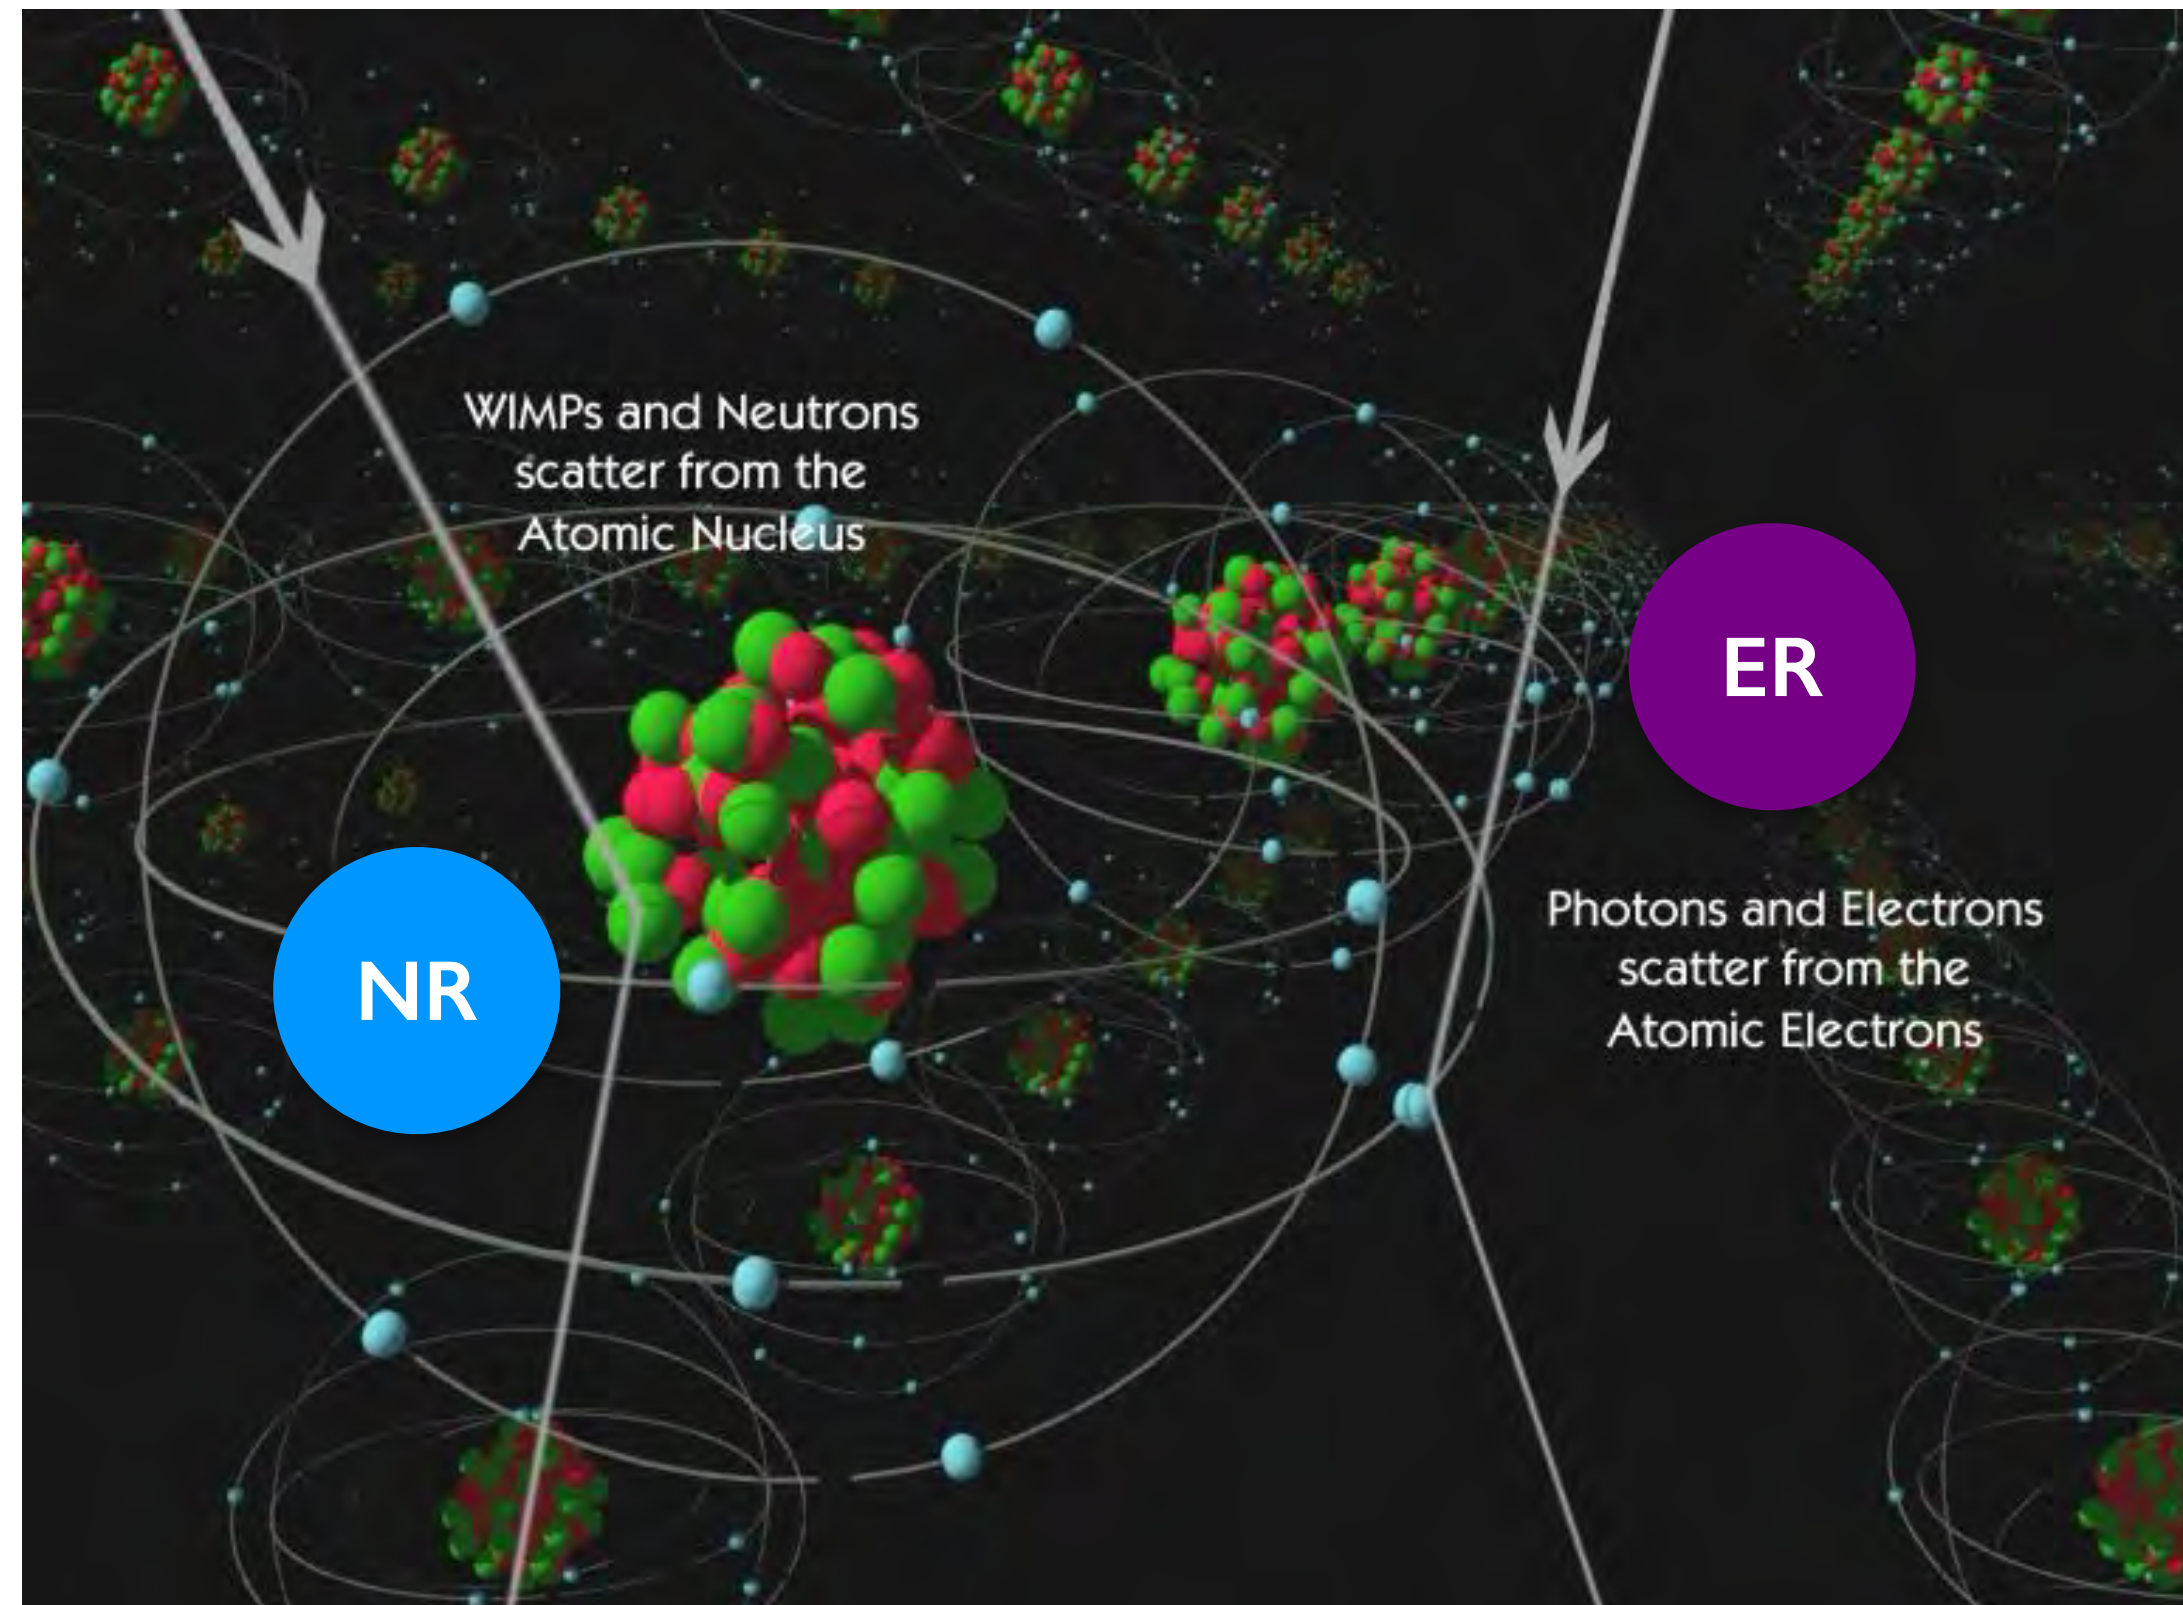 WIMPs and Neutrons
scatter from the
Atomic Nucleus
ER
NR
Photons and Electrons
scatter from the
Atomic Electrons